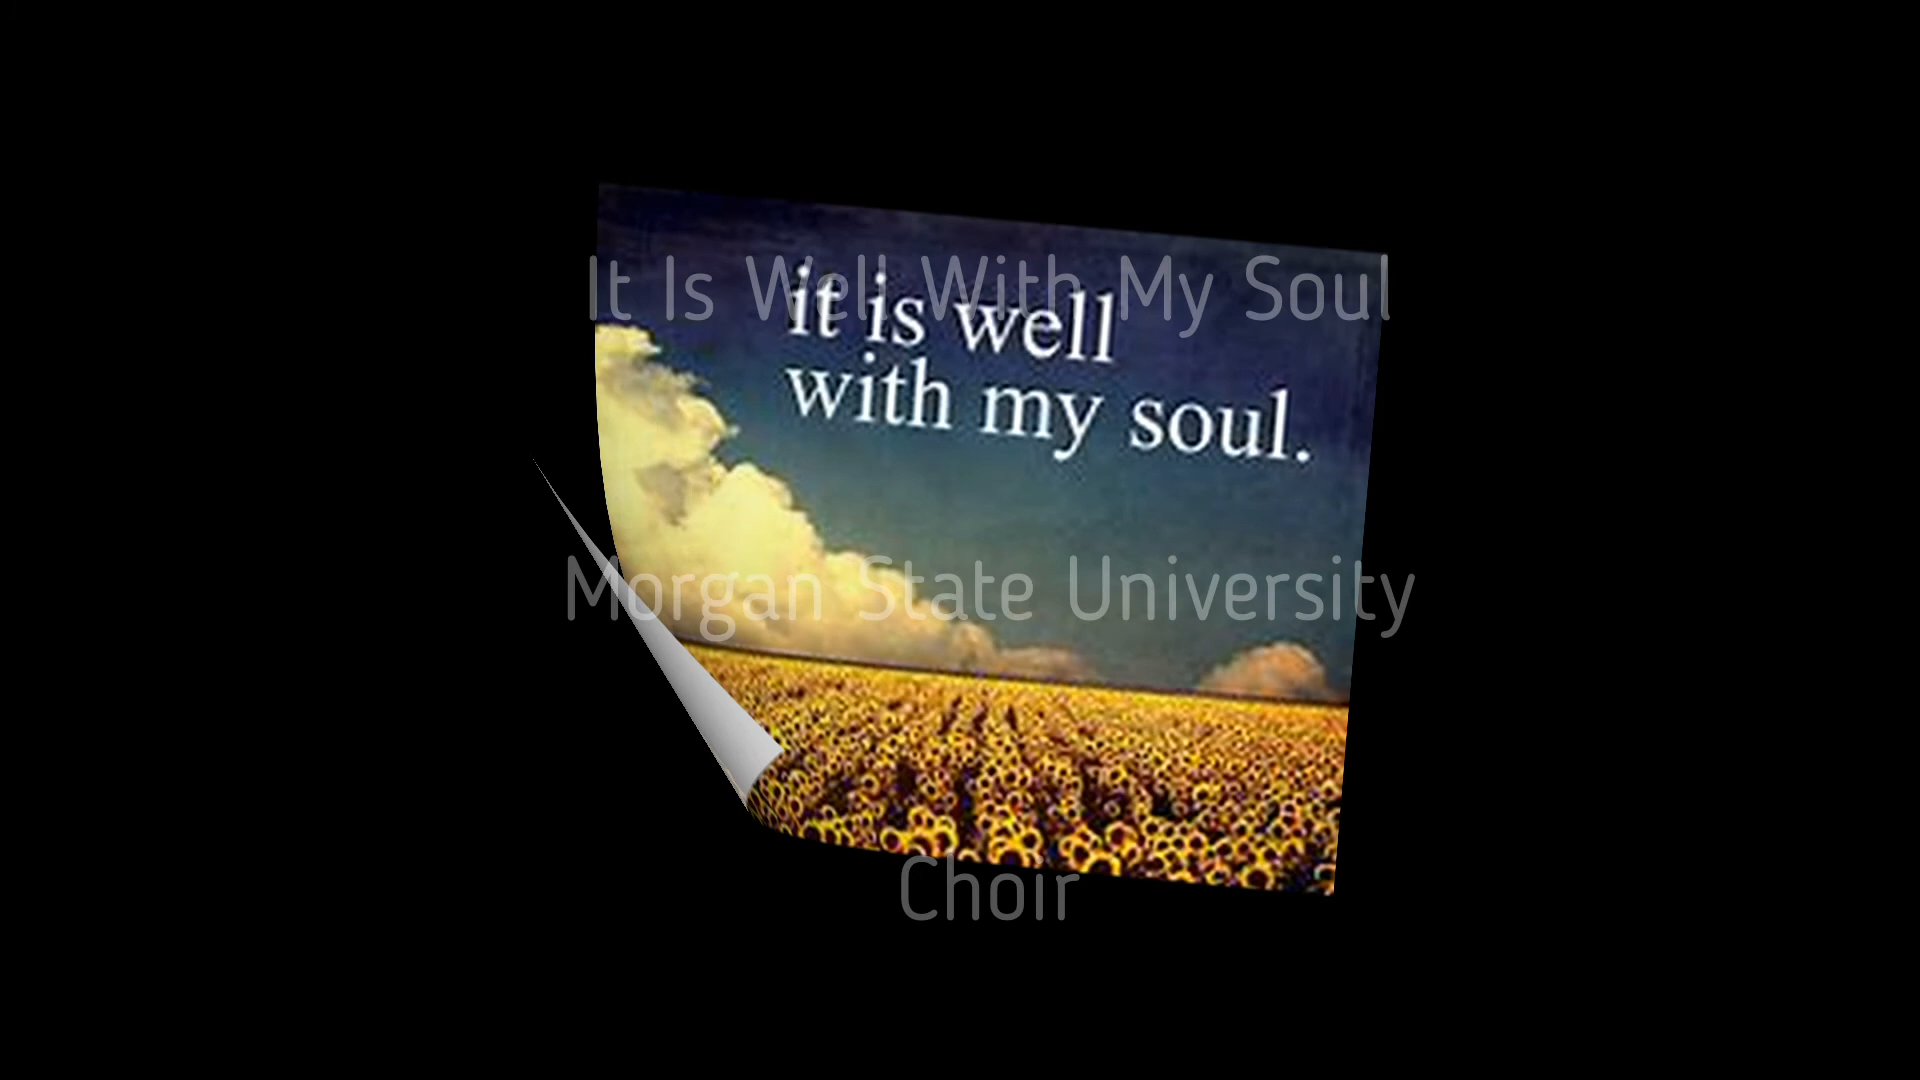 It Is Well With My Soul
it is well
with my soul.
Morgan State University
Choir